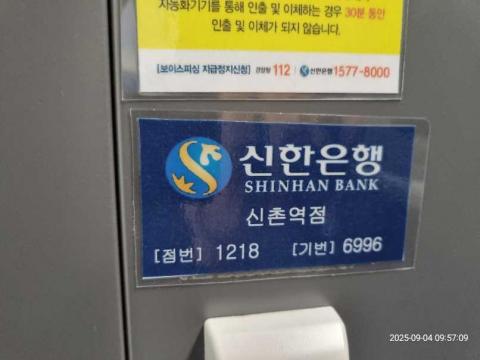 자동화기기를 통해 인출 및 이체하는 경우 30분 동안
인출 및 이체가 되지 않습니다.
[보이스피싱 지급정지신청] 경찰청 112 | 신한은행 1577-8000
신한은행
SHINHAN BANK
신촌역점
[점번] 1218 [기번] 6996
2025-09-04 09:57:09